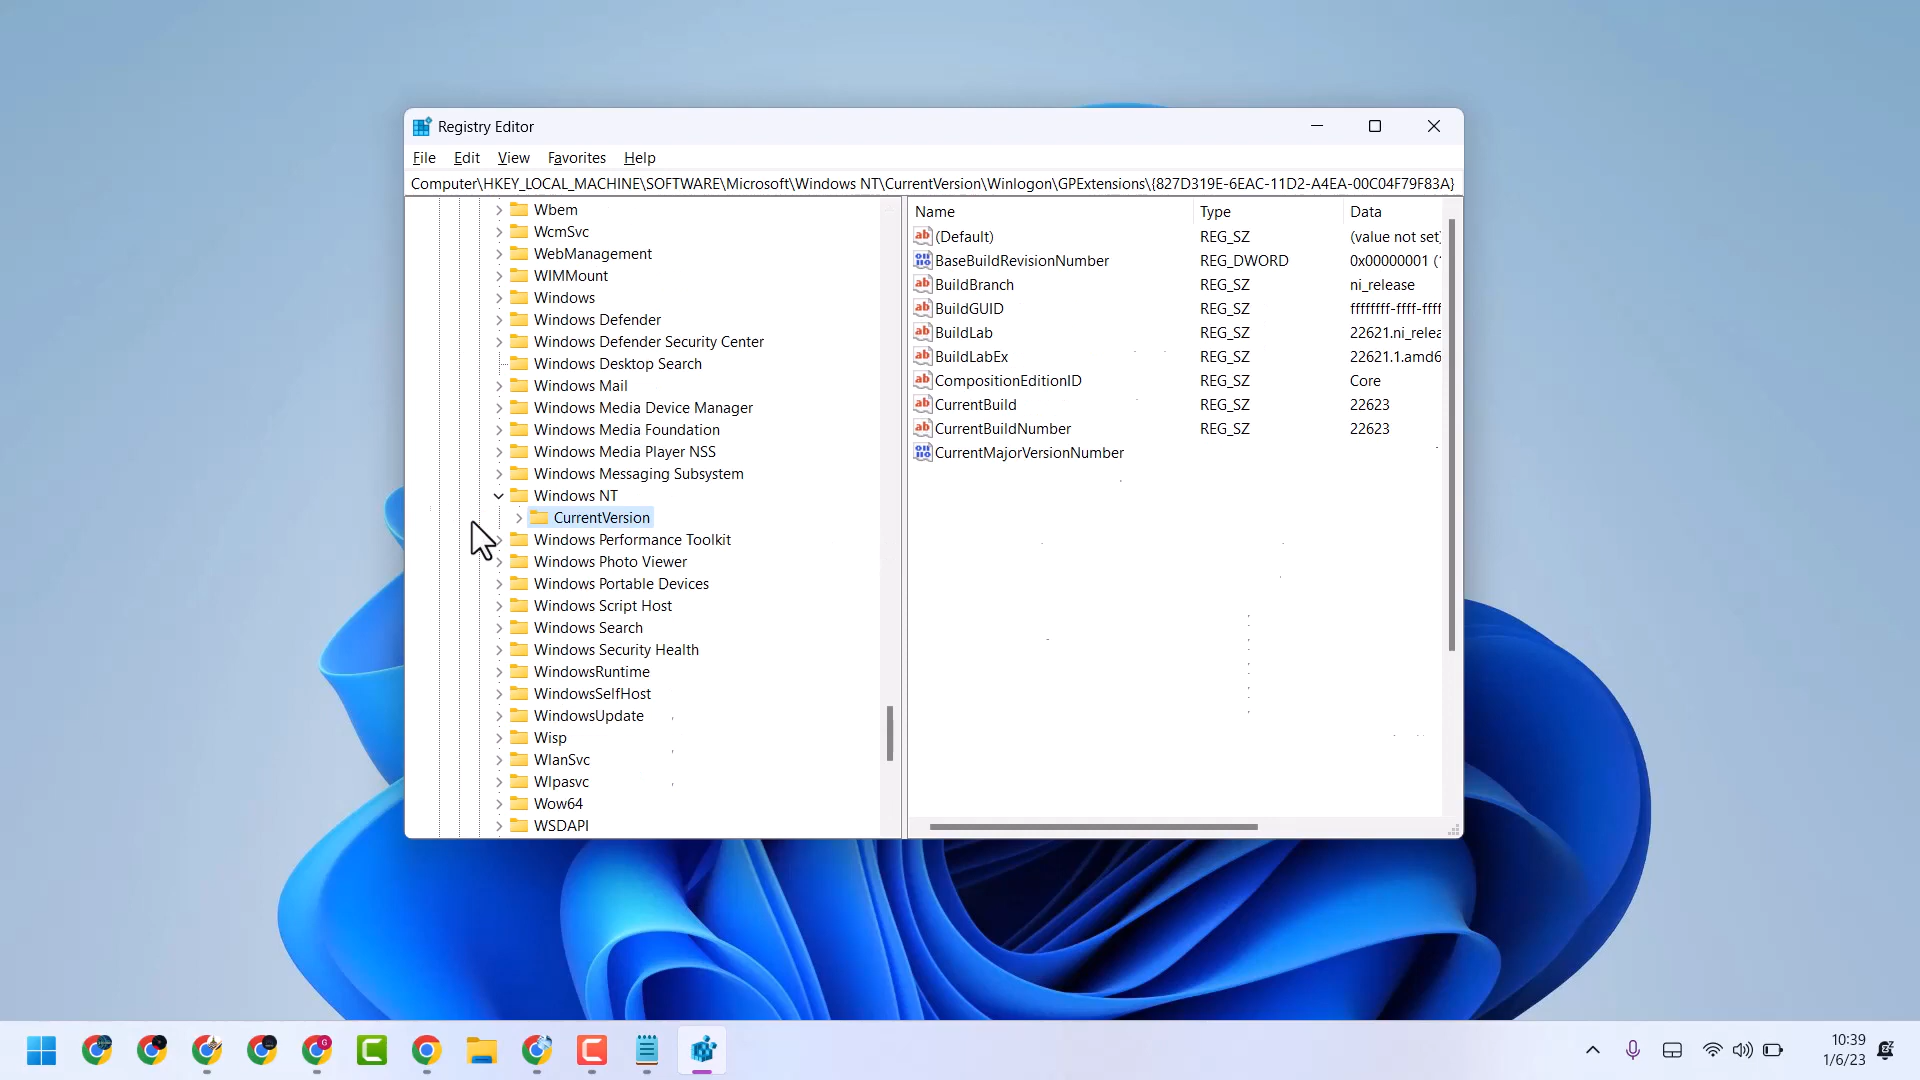 Registry Editor
File Edit View Favorites Help
Computer\HKEY_LOCAL_MACHINE\SOFTWARE\Microsoft\Windows NT\CurrentVersion\Winlogon\GPExtensions\{827D319E-6EAC-11D2-A4EA-00C04F79F83A}
Wbem
WcmSvc
WebManagement
WIMMount
Windows
Windows Defender
Windows Defender Security Center
Windows Desktop Search
Windows Mail
Windows Media Device Manager
Windows Media Foundation
Windows Media Player NSS
Windows Messaging Subsystem
Windows NT
CurrentVersion
Windows Performance Toolkit
Windows Photo Viewer
Windows Portable Devices
Windows Script Host
Windows Search
Windows Security Health
WindowsRuntime
WindowsSelfHost
WindowsUpdate
Wisp
WlanSvc
Wlpasvc
Wow64
WSDAPI
Name Type Data
(Default) REG_SZ (value not set)
BaseBuildRevisionNumber REG_DWORD 0x00000001 (
BuildBranch REG_SZ ni_release
BuildGUID REG_SZ ffffffff-ffff-ffff
BuildLab REG_SZ 22621.ni_relea
BuildLabEx REG_SZ 22621.1.amd6
CompositionEditionID REG_SZ Core
CurrentBuild REG_SZ 22623
CurrentBuildNumber REG_SZ 22623
CurrentMajorVersionNumber
10:39
1/6/23